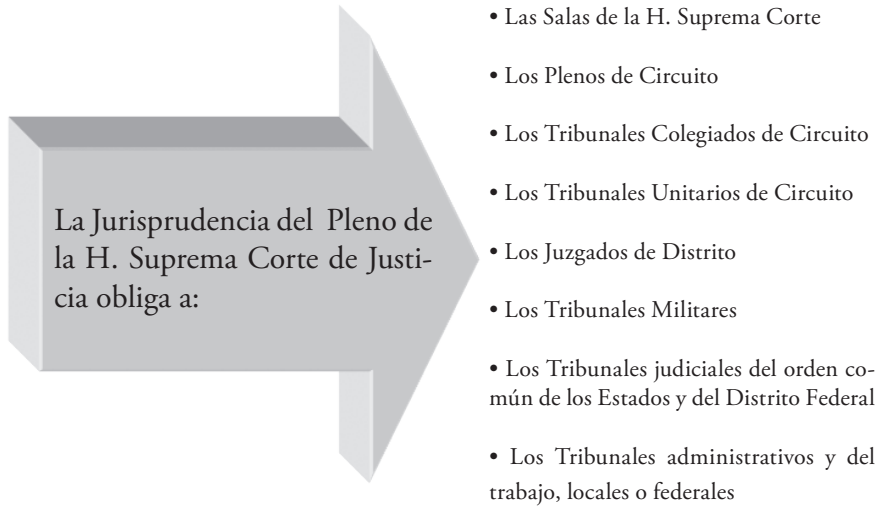 La Jurisprudencia del Pleno de
la H. Suprema Corte de Justi-
cia obliga a:
• Las Salas de la H. Suprema Corte
• Los Plenos de Circuito
• Los Tribunales Colegiados de Circuito
• Los Tribunales Unitarios de Circuito
• Los Juzgados de Distrito
• Los Tribunales Militares
• Los Tribunales judiciales del orden co-
mún de los Estados y del Distrito Federal
• Los Tribunales administrativos y del
trabajo, locales o federales